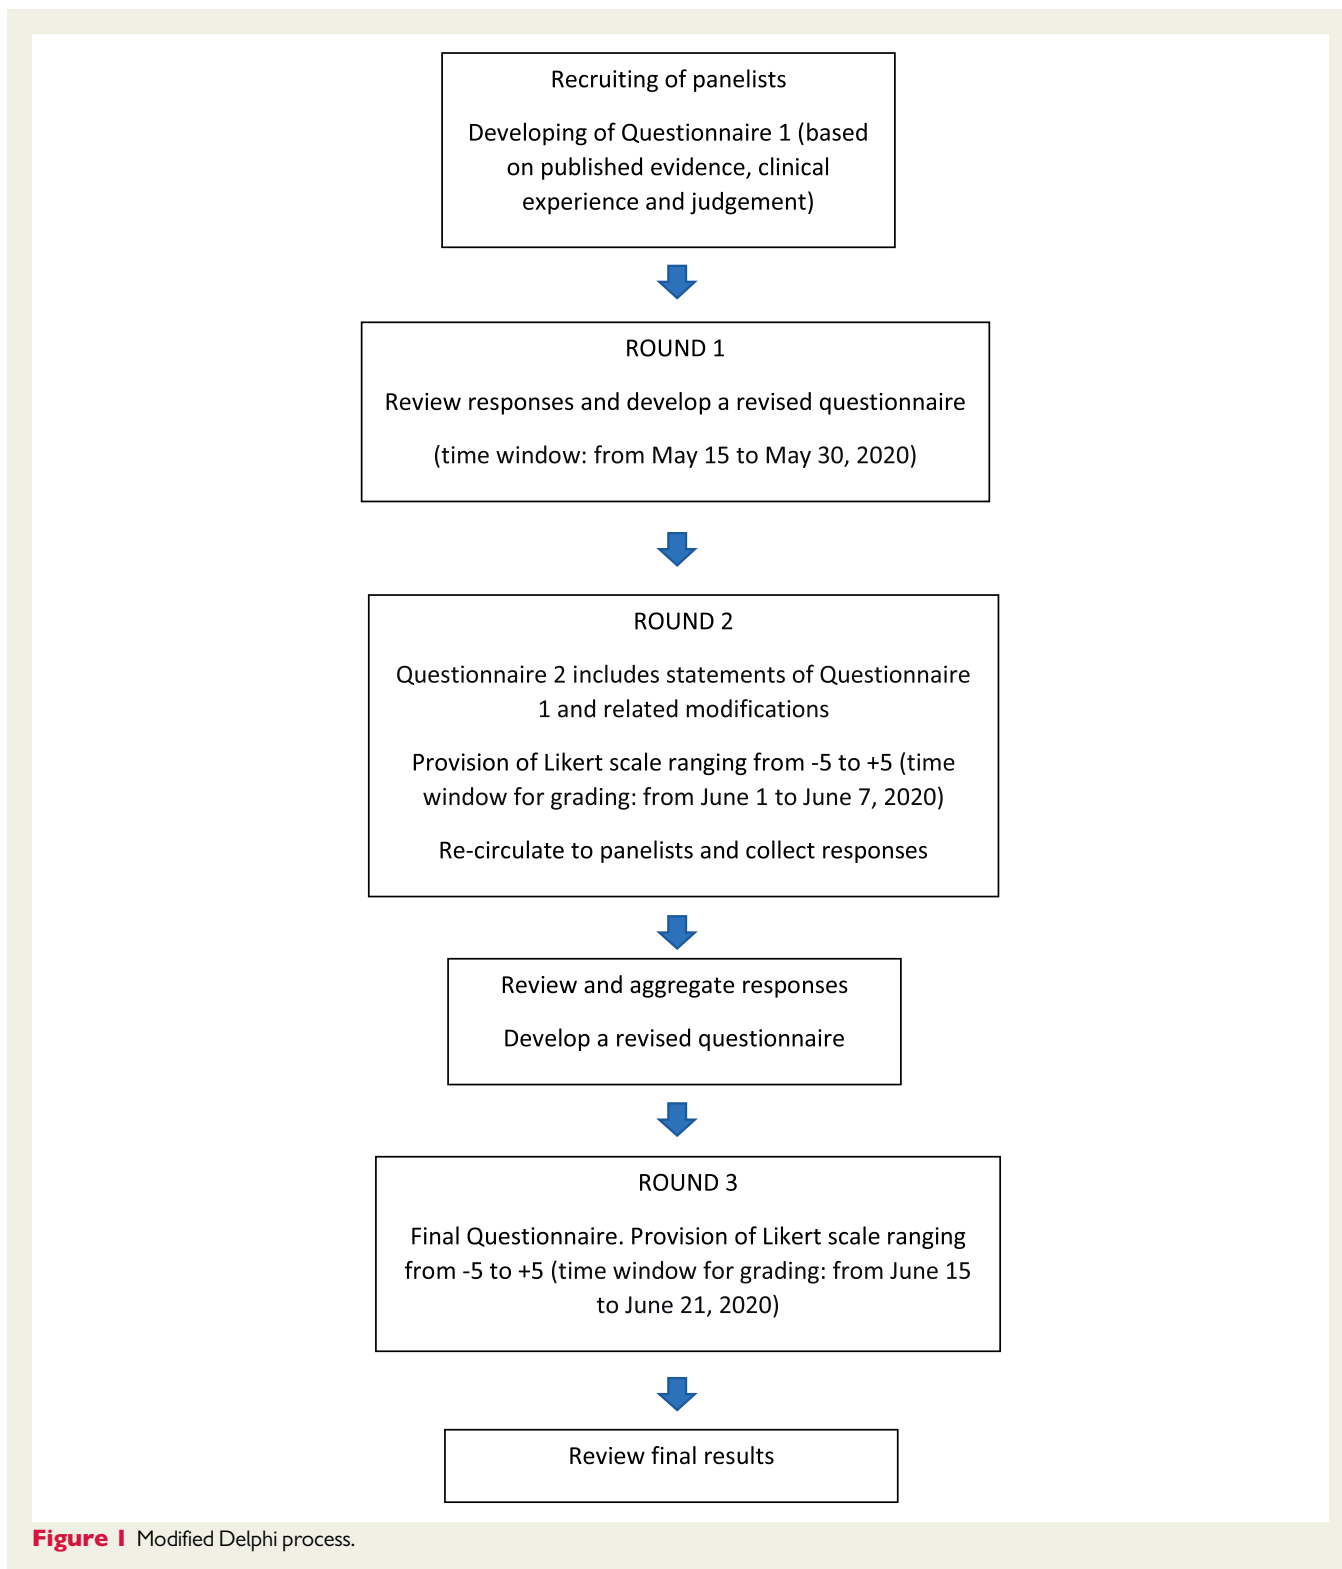 Recruiting of panelists
Developing of Questionnaire 1 (based
on published evidence, clinical
experience and judgement)
ROUND 1
Review responses and develop a revised questionnaire
(time window: from May 15 to May 30, 2020)
ROUND 2
Questionnaire 2 includes statements of Questionnaire
1 and related modifications
Provision of Likert scale ranging from -5 to +5 (time
window for grading: from June 1 to June 7, 2020)
Re-circulate to panelists and collect responses
Review and aggregate responses
Develop a revised questionnaire
ROUND 3
Final Questionnaire. Provision of Likert scale ranging
from -5 to +5 (time window for grading: from June 15
to June 21, 2020)
Review final results
Figure 1 Modified Delphi process.